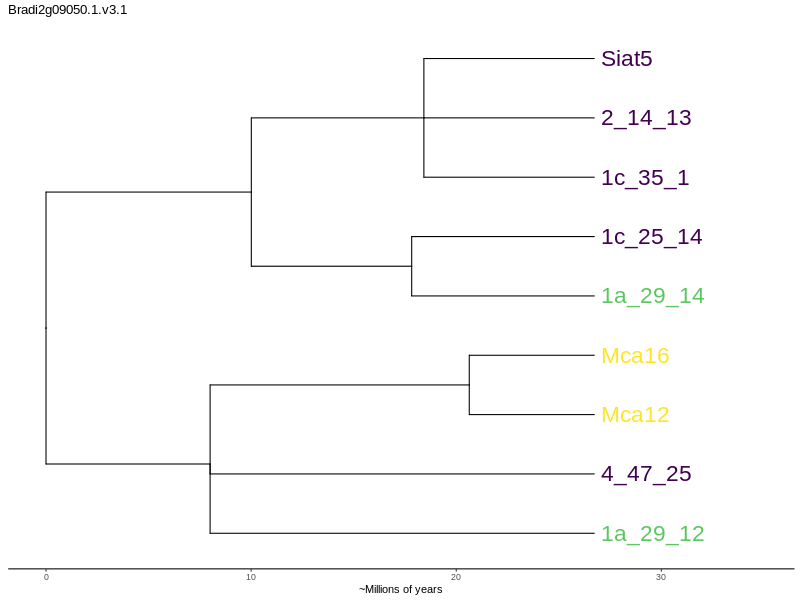 Bradi2g09050.1.v3.1
Siat5
2_14_13
1c_35_1
1c_25_14
1a_29_14
Mca16
Mca12
4_47_25
1a_29_12
0 10 20 30
~Millions of years